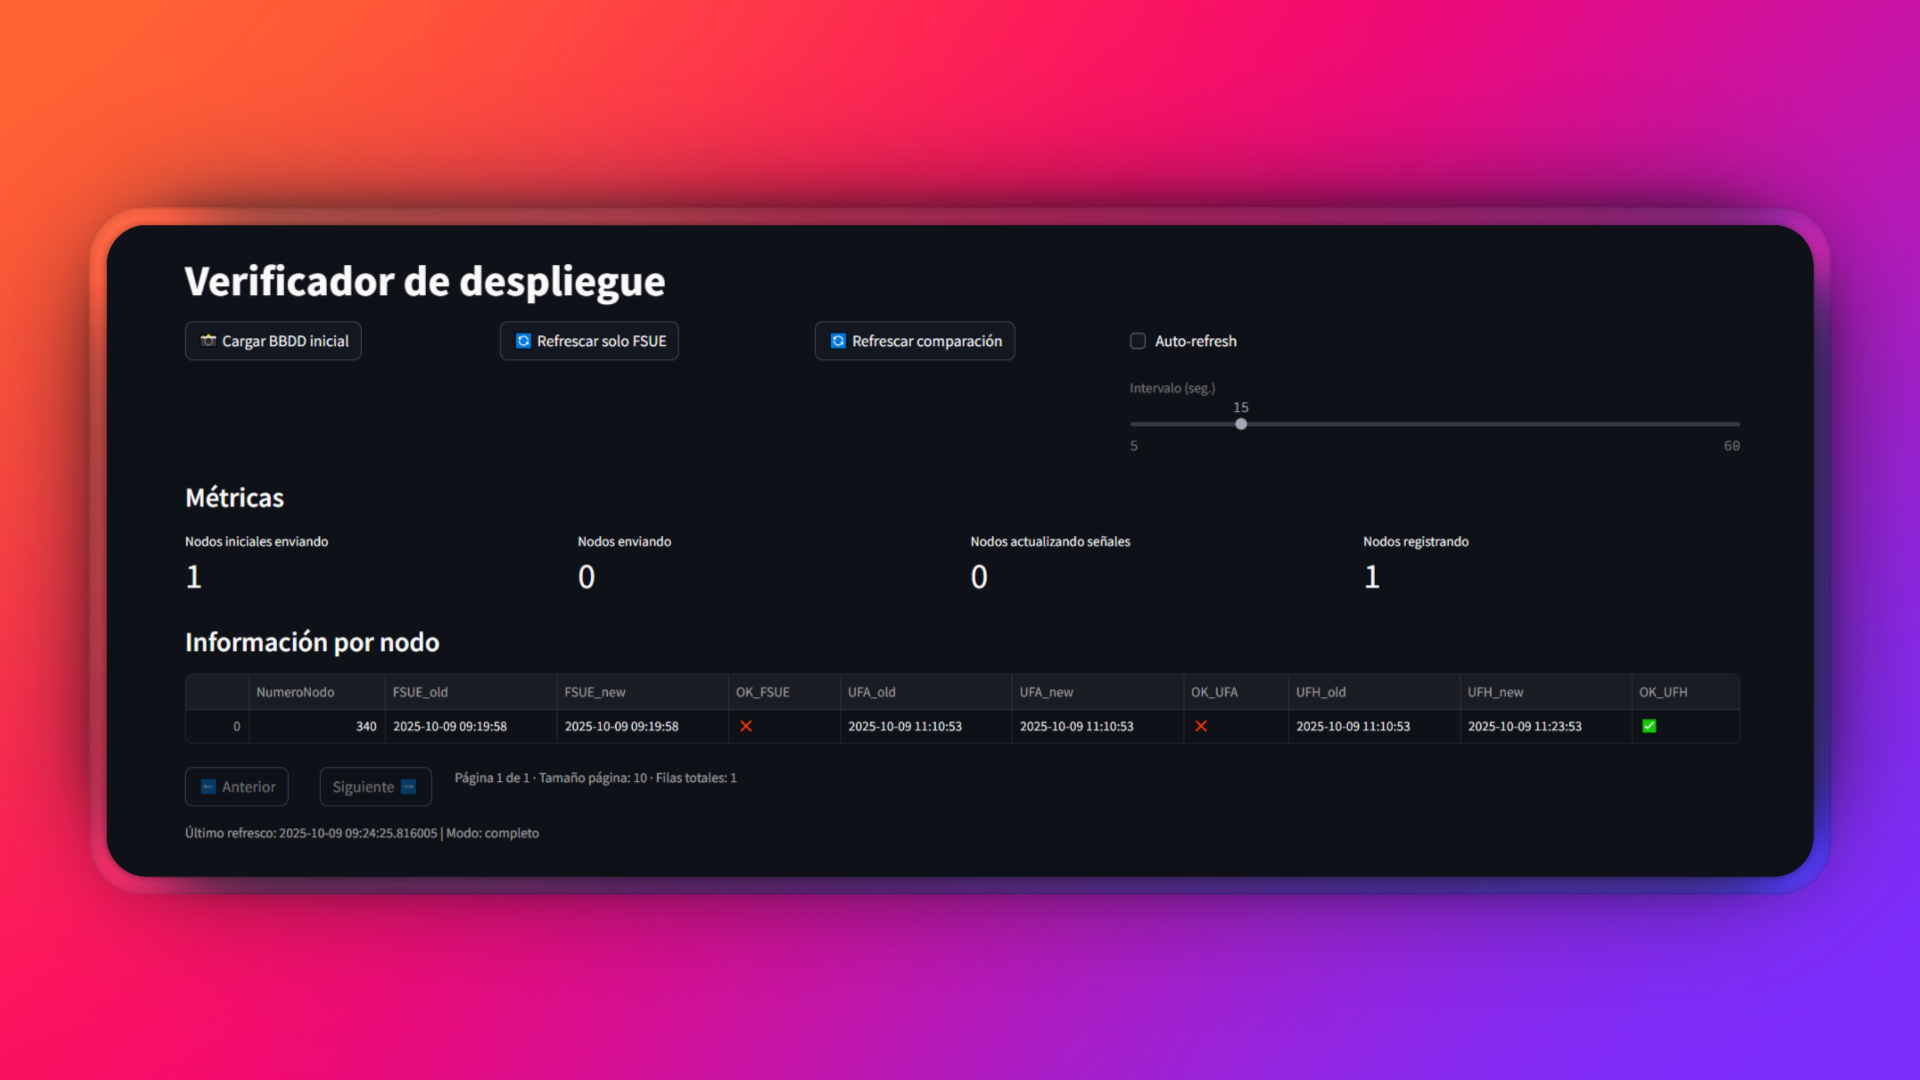 Verificador de despliegue
Cargar BBDD inicial
Refrescar solo FSUE
Refrescar comparación
Auto-refresh
Intervalo (seg.)
15
5 60
Métricas
Nodos iniciales enviando Nodos enviando Nodos actualizando señales Nodos registrando
1 0 0 1
Información por nodo
NumeroNodo FSUE_old FSUE_new OK_FSUE UFA_old UFA_new OK_UFA UFH_old UFH_new OK_UFH
0 340 2025-10-09 09:19:58 2025-10-09 09:19:58 ❌ 2025-10-09 11:10:53 2025-10-09 11:10:53 ❌ 2025-10-09 11:10:53 2025-10-09 11:23:53 ✅
Anterior Siguiente Página 1 de 1 · Tamaño página: 10 · Filas totales: 1
Último refresco: 2025-10-09 09:24:25.816005 | Modo: completo